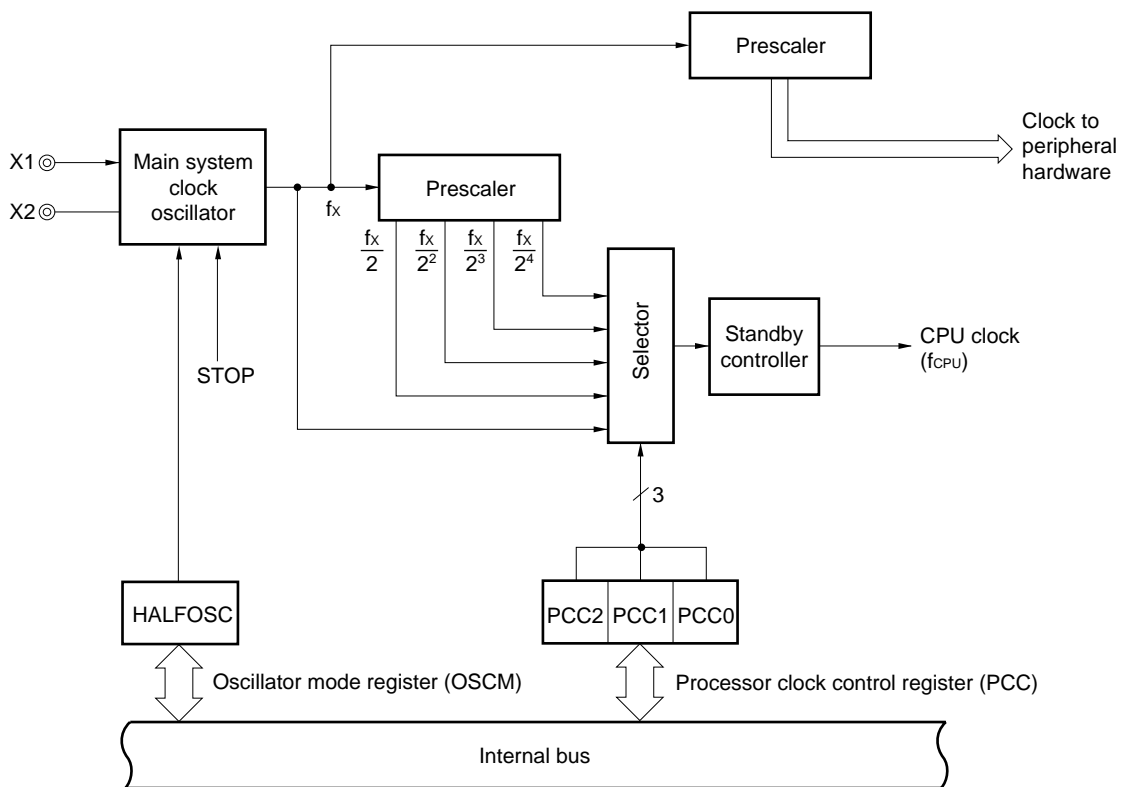 Prescaler
Clock to
peripheral
hardware
X1
X2
Main system
clock
oscillator
fX
Prescaler
fX/2
fX/2²
fX/2³
fX/2⁴
STOP
Selector
Standby
controller
CPU clock
(fCPU)
3
HALFOSC
PCC2 PCC1 PCC0
Oscillator mode register (OSCM)
Processor clock control register (PCC)
Internal bus